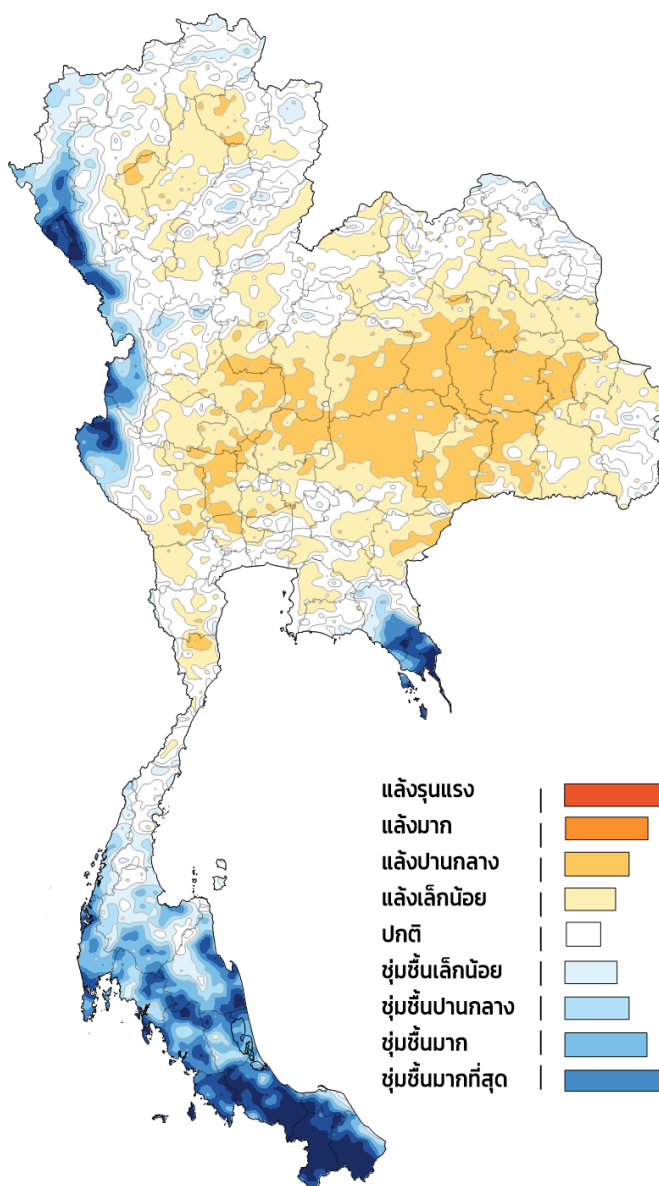 แล้งรุนแรง
แล้งมาก
แล้งปานกลาง
แล้งเล็กน้อย
ปกติ
ชุ่มชื้นเล็กน้อย
ชุ่มชื้นปานกลาง
ชุ่มชื้นมาก
ชุ่มชื้นมากที่สุด